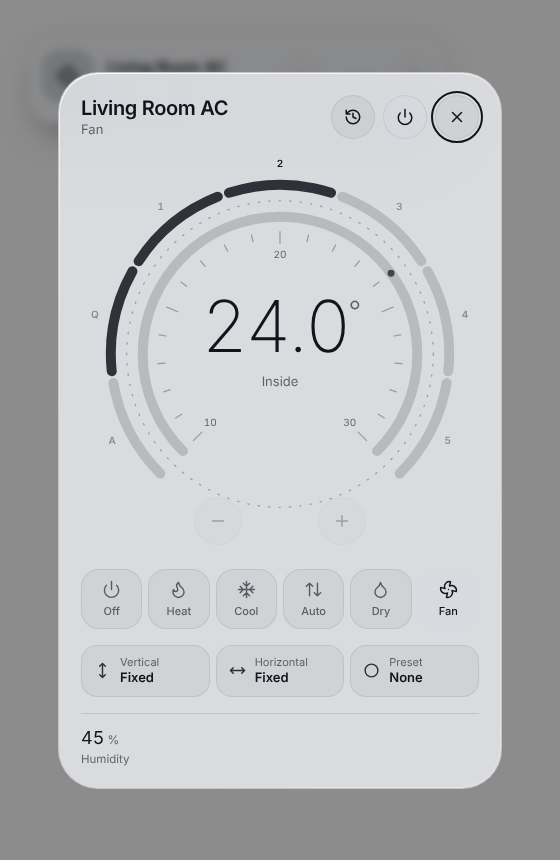 Living Room AC
Fan
2
1
3
20
Q
4
24.0°
Inside
10
30
A
5
Off
Heat
Cool
Auto
Dry
Fan
Vertical
Fixed
Horizontal
Fixed
Preset
None
45 %
Humidity